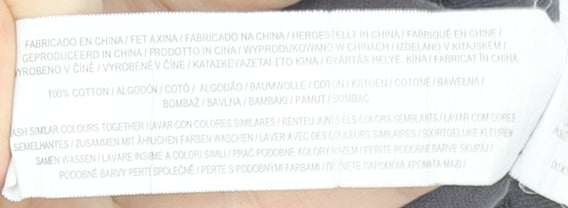 FABRICADO EN CHINA / FET A XINA / FABRICADO NA CHINA / HERGESTELLT IN CHINA / FABRIQUÉ EN CHINE /
GEPRODUCEERD IN CHINA / PRODOTTO IN CINA / WYPRODUKOWANO W CHINACH / IZDELANO V KITAJSKEM /
VYROBENO V ČÍNĚ / VYROBENÉ V ČÍNE / ΚΑΤΑΣΚΕΥΑΖΕΤΑΙ ΣΤΟ ΚΙΝΑ / GYÁRTÁS HELYE. KÍNA / FABRICAT ÎN CHINA
100% COTTON / ALGODÓN / COTÓ / ALGODÃO / BAUMWOLLE / COTON / KATOEN / COTONE / BAWEŁNA /
BOMBAŽ / BAVLNA / BAMBAKI / PAMUT / BUMBAC
ASH SIMILAR COLOURS TOGETHER / LAVAR CON COLORES SIMILARES / RENTEU JUNTS ELS COLORS SEMBLANTS / LAVAR COM CORES
SEMELHANTES / ZUSAMMEN MIT ÄHNLICHEN FARBEN WASCHEN / LAVER AVEC DES COULEURS SIMILAIRES / SOORTGELIJKE KLEUREN
SAMEN WASSEN / LAVARE INSIEME A COLORI SIMILI / PRAĆ PODOBNE KOLORY RAZEM / PERITE PODOBNE BARVE SKUPAJ /
PODOBNÉ BARVY PERTE SPOLEČNĚ / PERTE S PODOBNÝMI FARBAMI / ΠΛΥΝΕΤΕ ΠΑΡΟΜΟΙΑ ΧΡΩΜΑΤΑ ΜΑΖΙ /